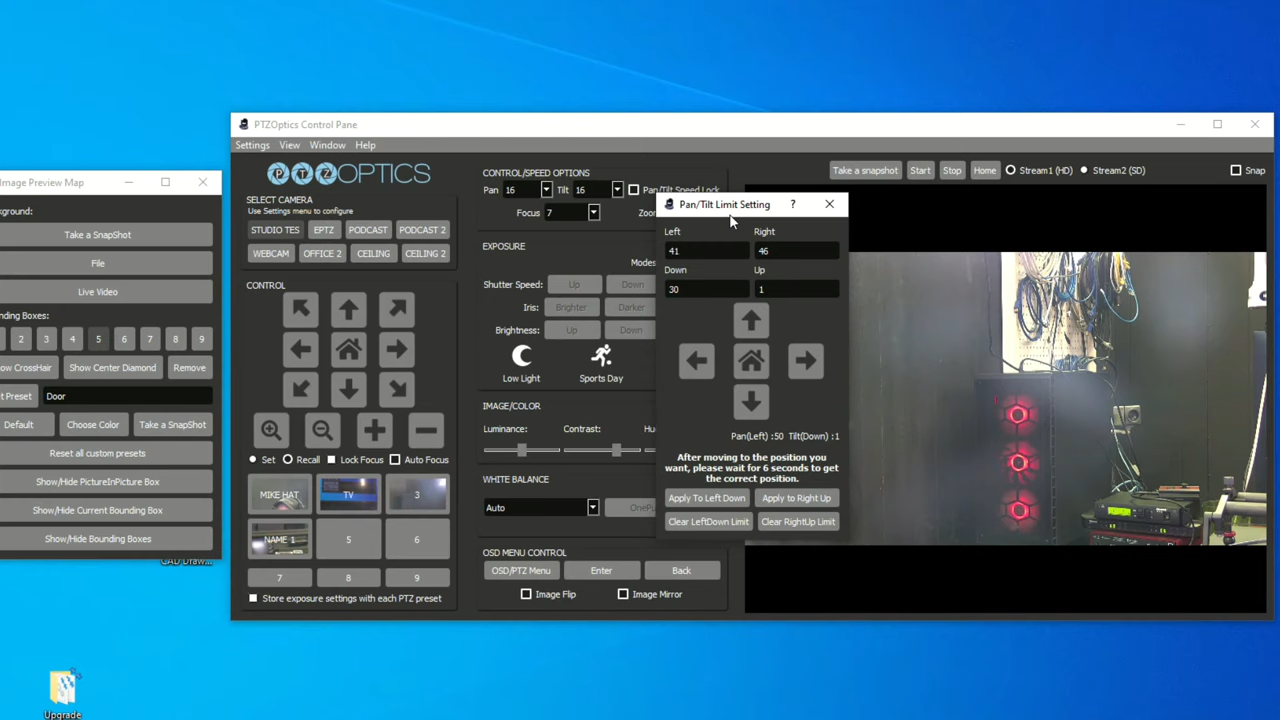 PTZOptics Control Pane
Settings View Window Help
PTZOPTICS
SELECT CAMERA
Use Settings menu to configure
STUDIO TES EPTZ PODCAST PODCAST 2
WEBCAM OFFICE 2 CEILING CEILING 2
CONTROL
Set Recall Lock Focus Auto Focus
MIKE HAT TV 3
NAME 1 5 6
7 8 9
Store exposure settings with each PTZ preset
CONTROL/SPEED OPTIONS
Pan 16 Tilt 16 Pan/Tilt Speed Lock
Focus 7 Zoo
EXPOSURE
Modes
Shutter Speed: Up Down
Iris: Brighter Darker
Brightness: Up Down
Low Light Sports Day
IMAGE/COLOR
Luminance: Contrast: Hu
WHITE BALANCE
Auto OnePu
OSD MENU CONTROL
OSD/PTZ Menu Enter Back
Image Flip Image Mirror
Take a snapshot Start Stop Home Stream1 (HD) Stream2 (SD) Snap
Pan/Tilt Limit Setting ?
Left Right
41 46
Down Up
30 1
Pan(Left) :50 Tilt(Down) :1
After moving to the position you
want, please wait for 6 seconds to get
the correct position.
Apply To Left Down Apply to Right Up
Clear LeftDown Limit Clear RightUp Limit
Image Preview Map
kground:
Take a SnapShot
File
Live Video
nding Boxes:
2 3 4 5 6 7 8 9
how CrossHair Show Center Diamond Remove
t Preset Door
Default Choose Color Take a SnapShot
Reset all custom presets
Show/Hide PictureInPicture Box
Show/Hide Current Bounding Box
Show/Hide Bounding Boxes
CAD Draw...
Upgrade